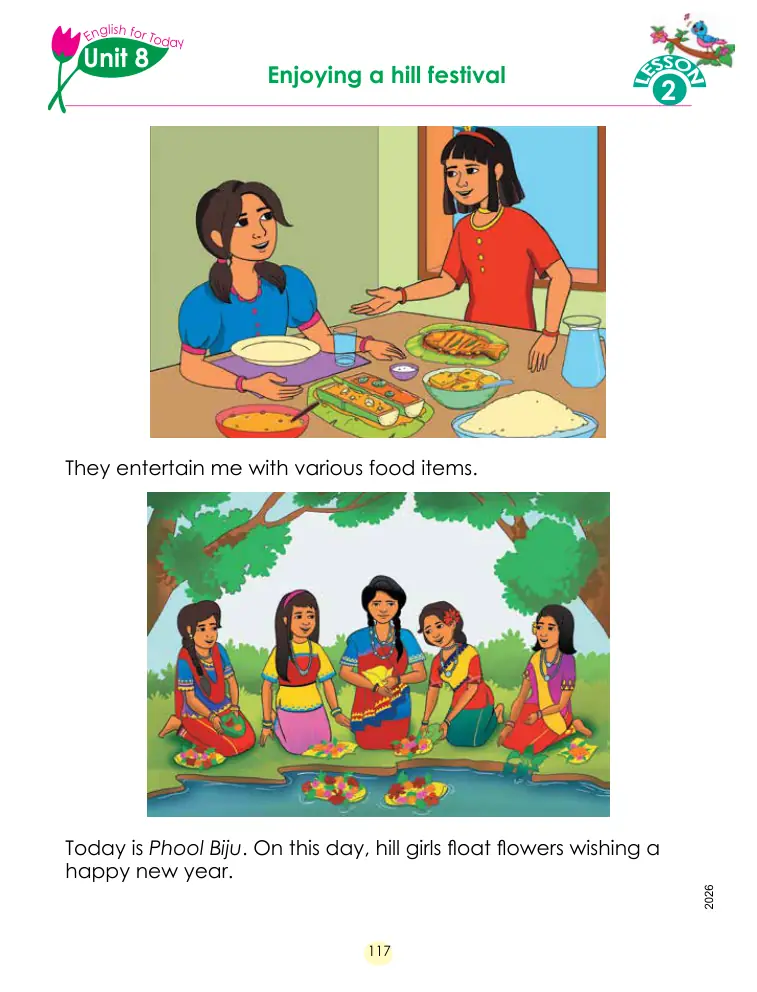 English for Today
Unit 8
Enjoying a hill festival
LESSON
2
They entertain me with various food items.
Today is Phool Biju. On this day, hill girls float flowers wishing a
happy new year.
2026
117